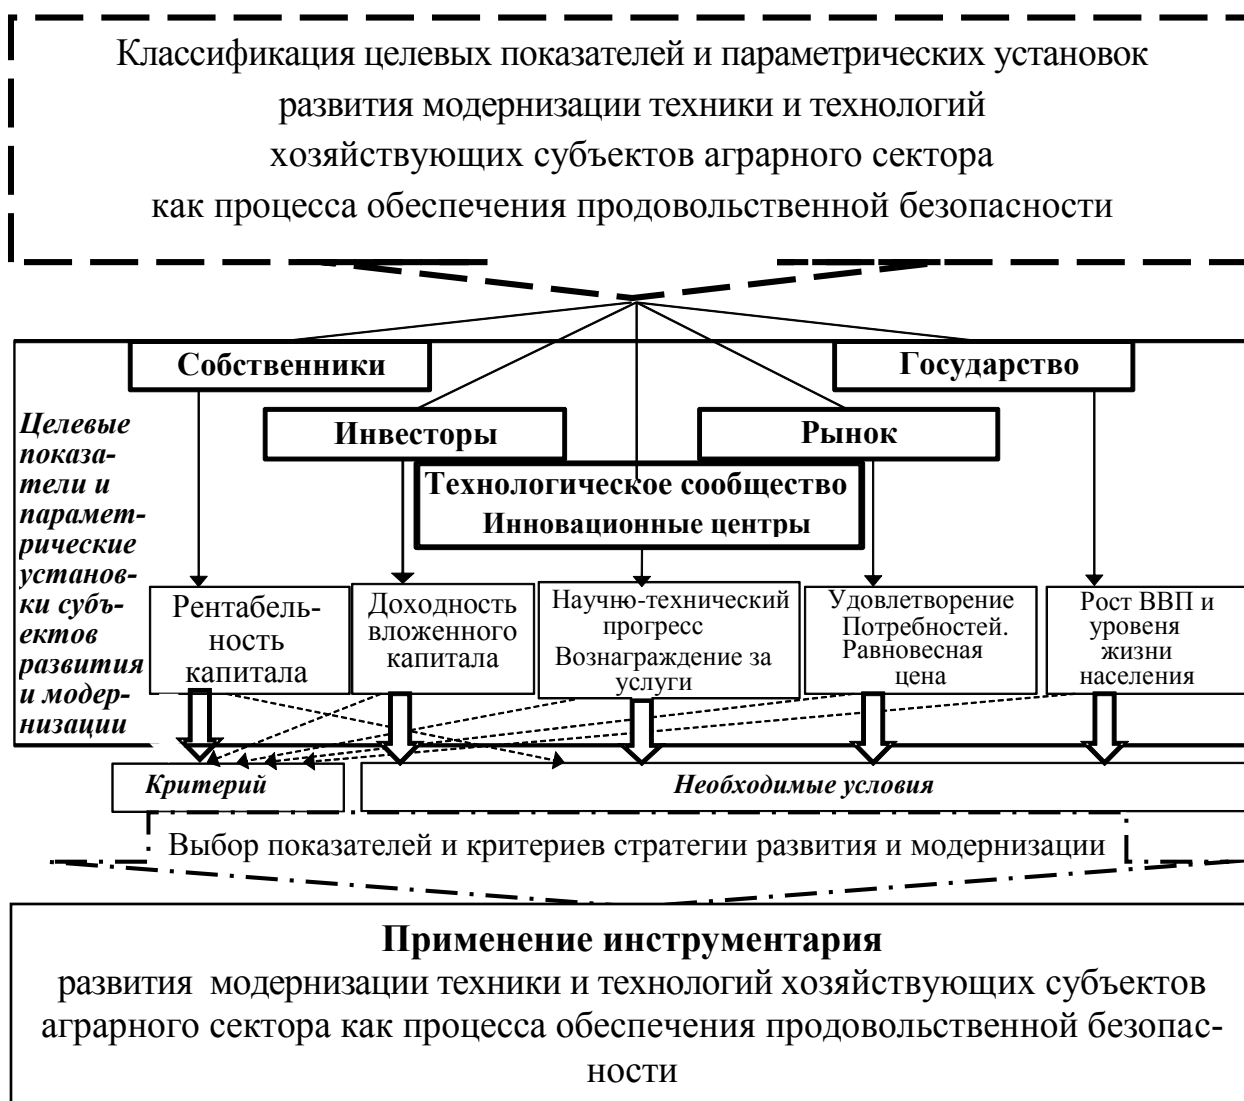 Классификация целевых показателей и параметрических установок
развития модернизации техники и технологий
хозяйствующих субъектов аграрного сектора
как процесса обеспечения продовольственной безопасности
Собственники
Государство
Инвесторы
Рынок
Технологическое сообщество
Инновационные центры
Целевые
показа-
тели и
парамет-
рические
установ-
ки субъ-
ектов
развития
и модер-
низации
Рентабель-
ность
капитала
Доходность
вложенного
капитала
Научно-технический
прогресс
Вознаграждение за
услуги
Удовлетворение
Потребностей.
Равновесная
цена
Рост ВВП и
уровеня
жизни
населения
Критерий
Необходимые условия
Выбор показателей и критериев стратегии развития и модернизации
Применение инструментария
развития модернизации техники и технологий хозяйствующих субъектов
аграрного сектора как процесса обеспечения продовольственной безопас-
ности